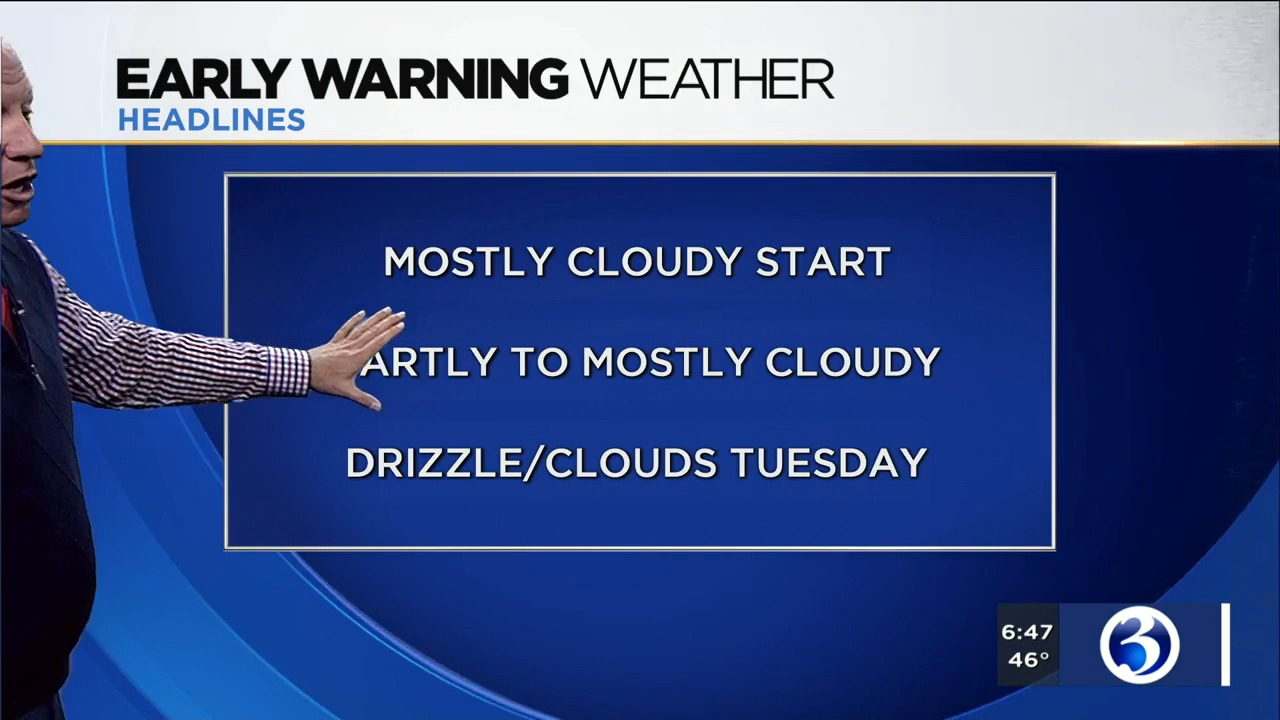 EARLY WARNING WEATHER
HEADLINES
MOSTLY CLOUDY START
ARTLY TO MOSTLY CLOUDY
DRIZZLE/CLOUDS TUESDAY
6:47
46°
3